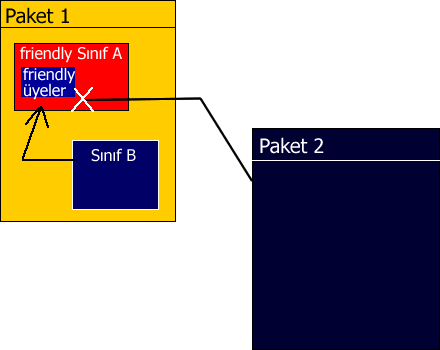 Paket 1
friendly Sınıf A
friendly
üyeler
Sınıf B
Paket 2